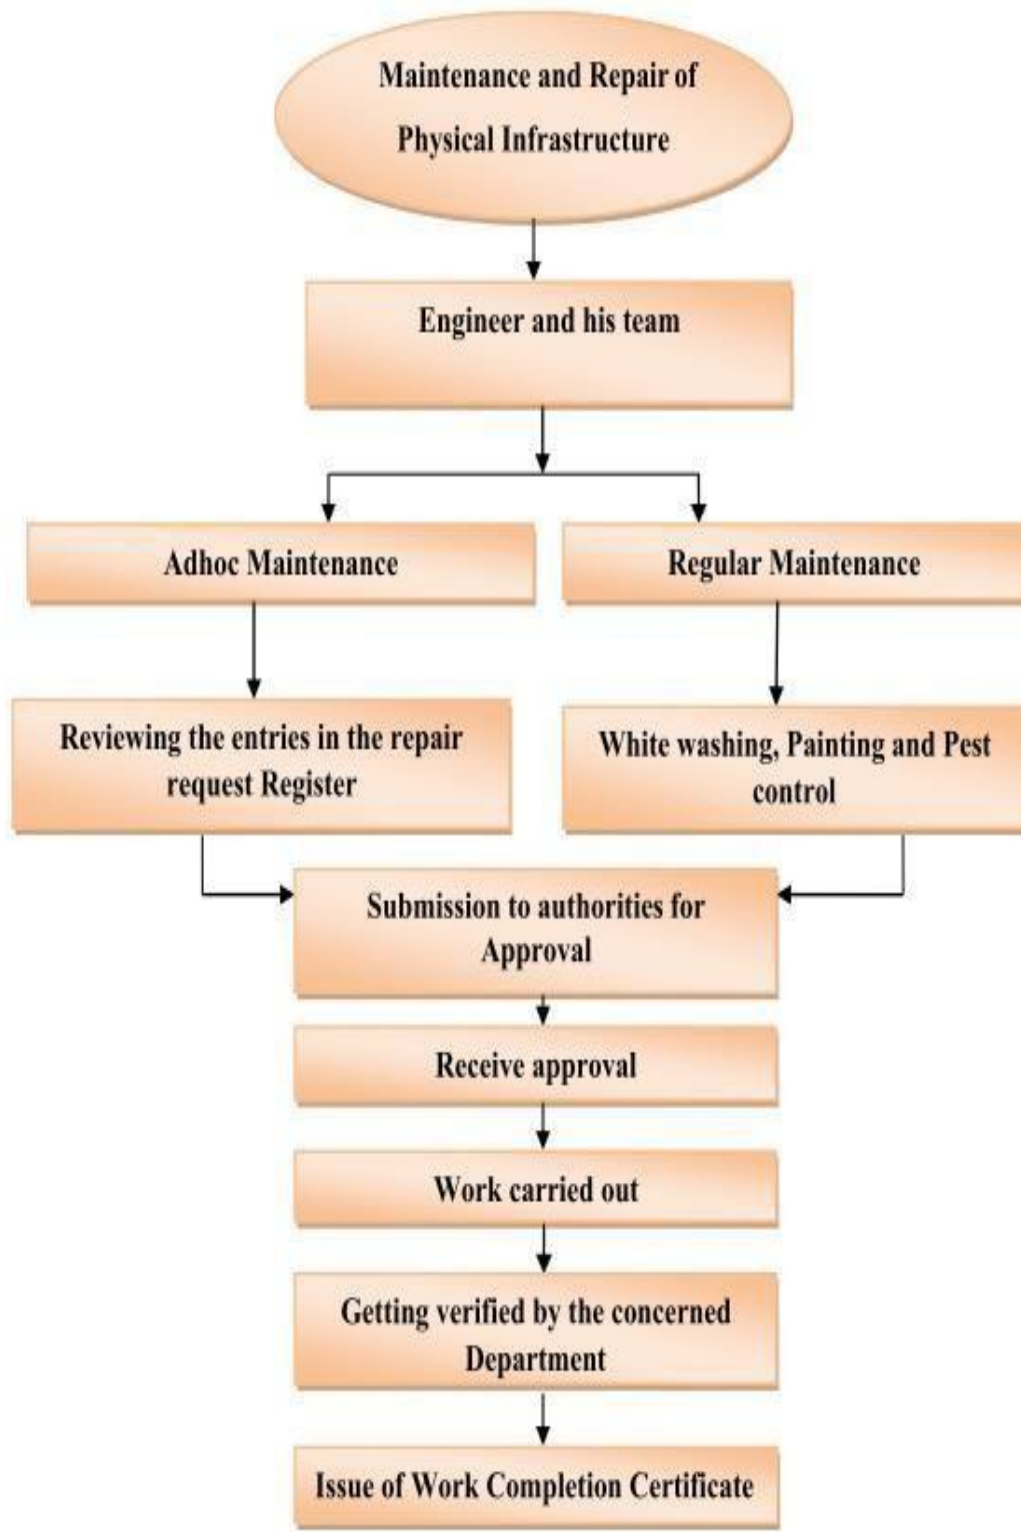 Maintenance and Repair of
Physical Infrastructure
Engineer and his team
Adhoc Maintenance
Regular Maintenance
Reviewing the entries in the repair
request Register
White washing, Painting and Pest
control
Submission to authorities for
Approval
Receive approval
Work carried out
Getting verified by the concerned
Department
Issue of Work Completion Certificate